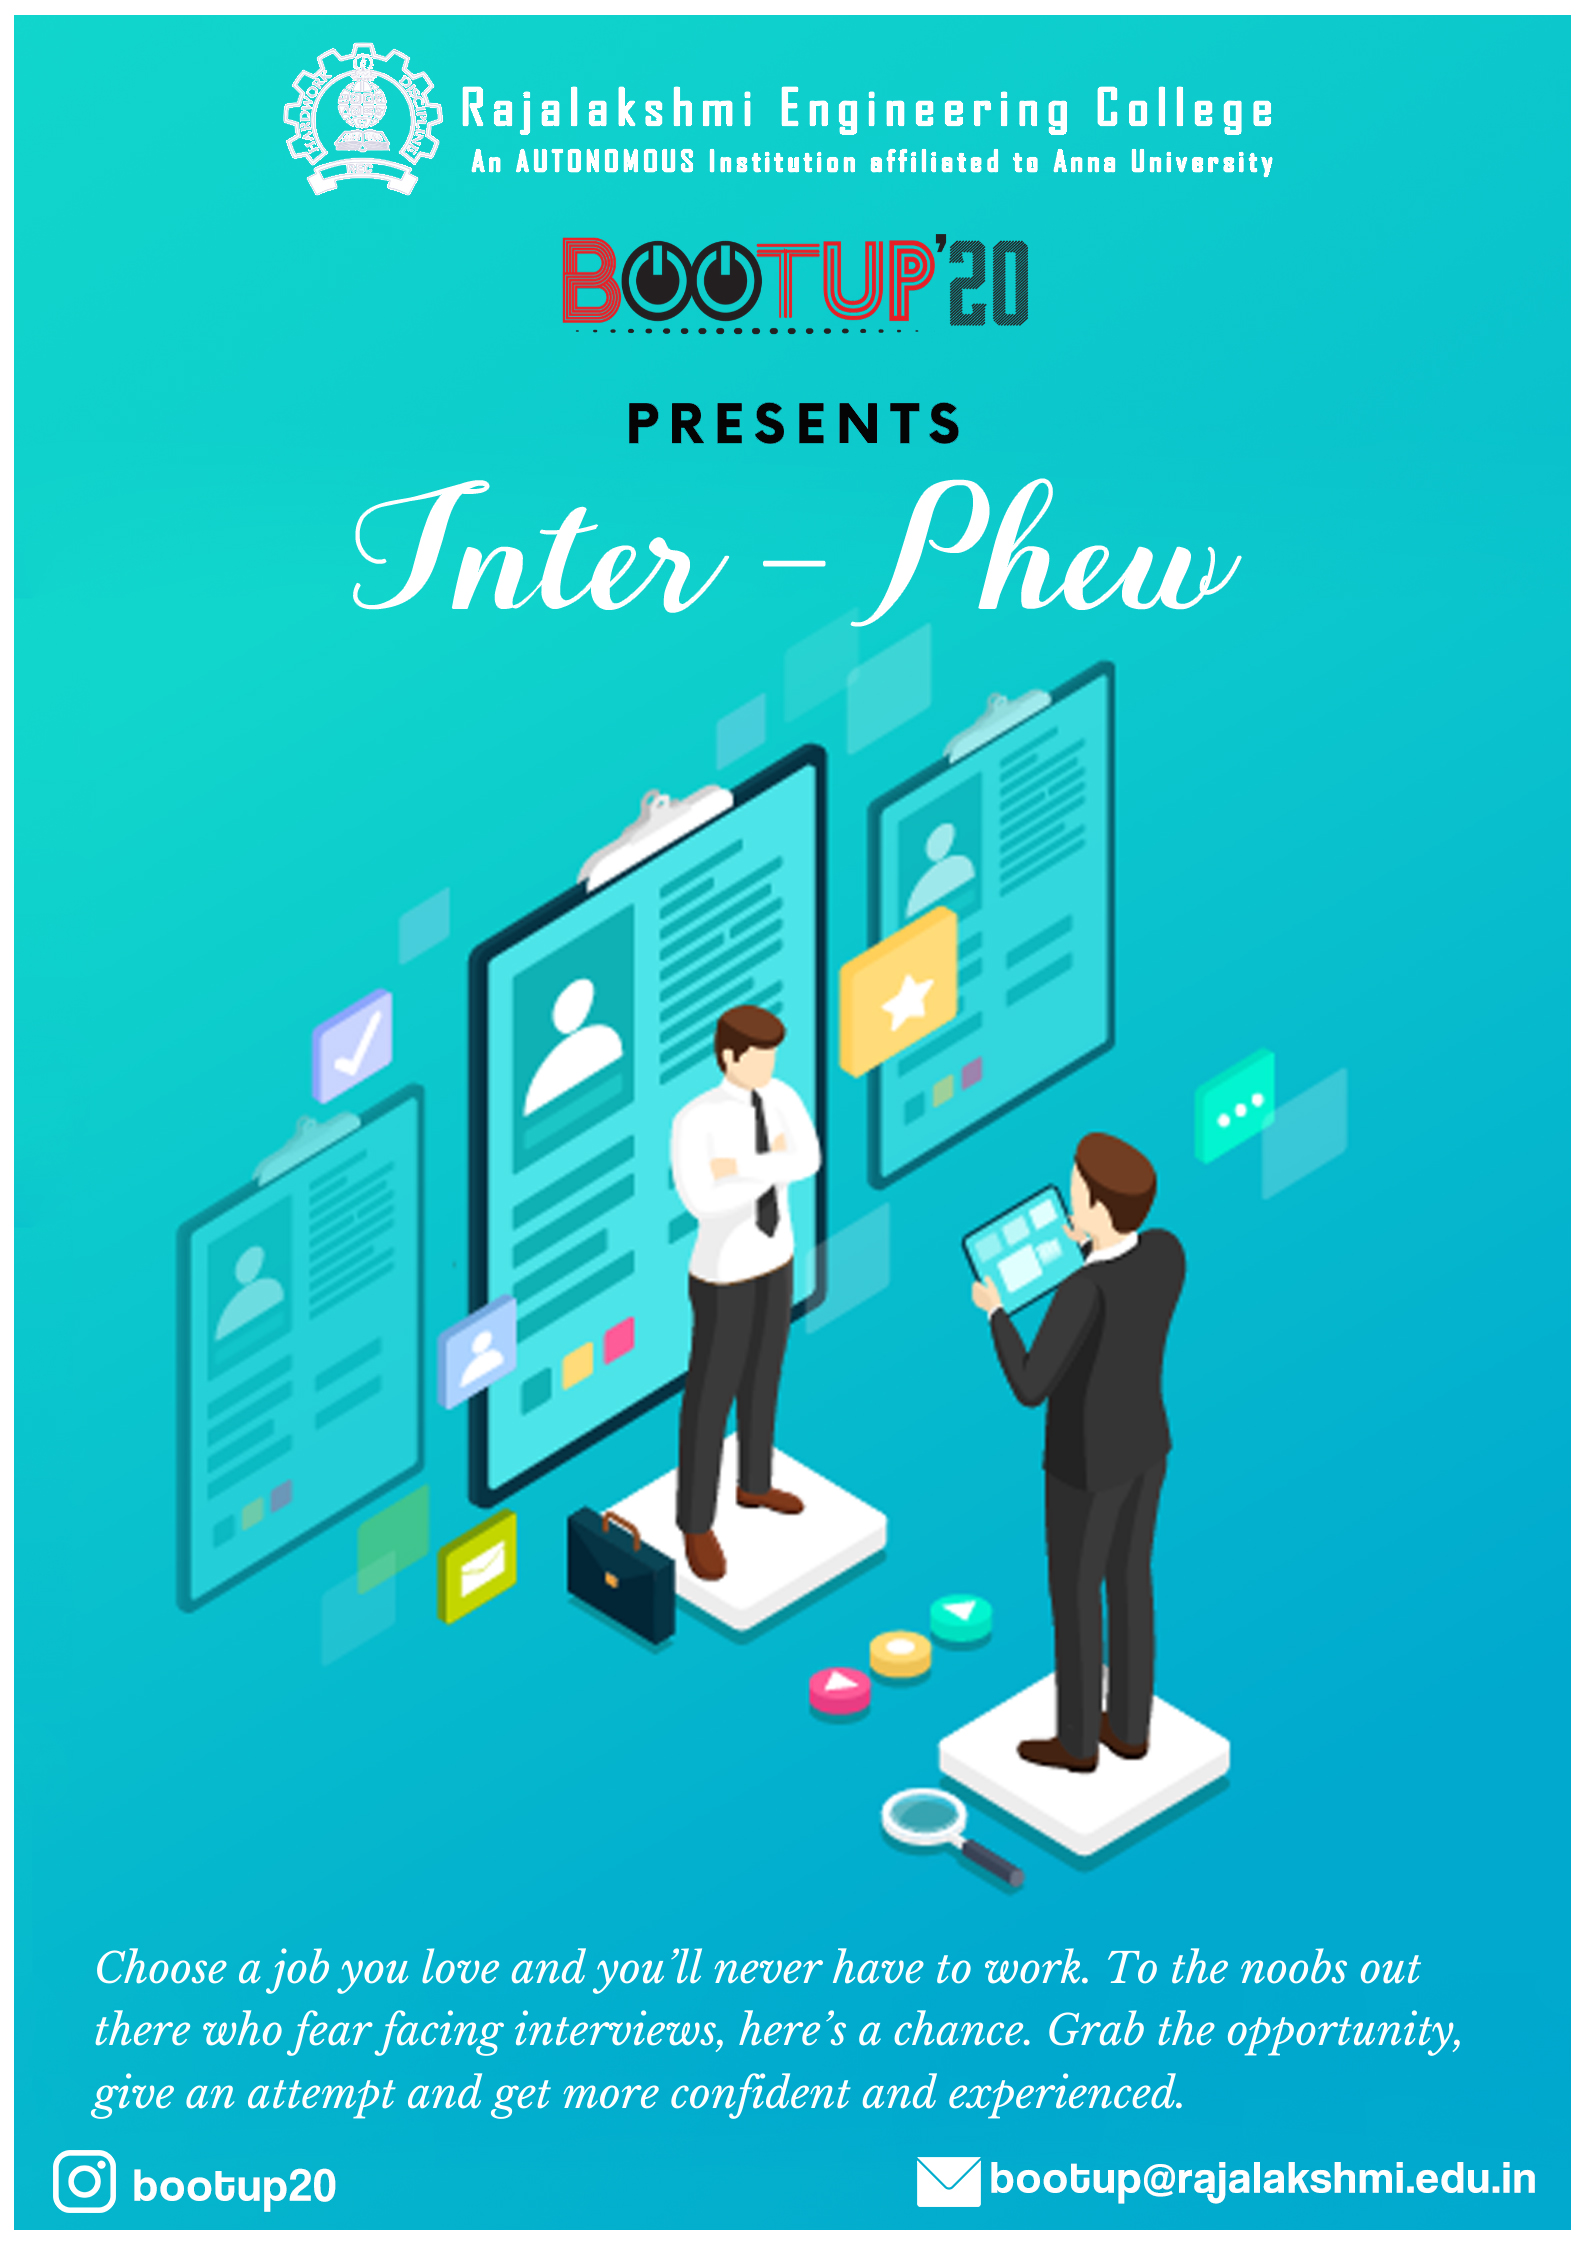 HARDWORK
DISCIPLINE
Rajalakshmi Engineering College
An AUTONOMOUS Institution affiliated to Anna University
BOOTUP'20
PRESENTS
Inter - Phew
Choose a job you love and you’ll never have to work. To the noobs out
there who fear facing interviews, here’s a chance. Grab the opportunity,
give an attempt and get more confident and experienced.
bootup20
bootup@rajalakshmi.edu.in